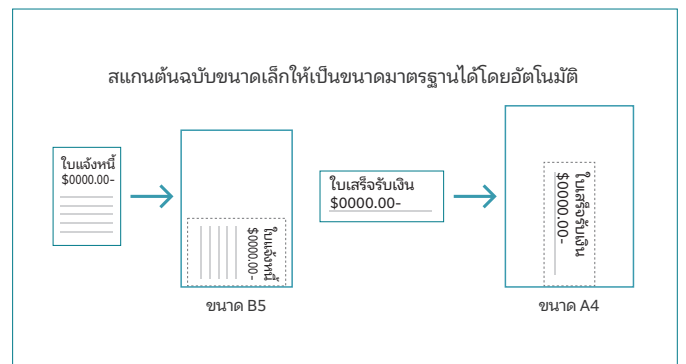 สแกนต้นฉบับขนาดเล็กให้เป็นขนาดมาตรฐานได้โดยอัตโนมัติ
ใบแจ้งหนี้
$0000.00-
ใบแจ้งหนี้
$0000.00-
ขนาด B5
ใบเสร็จรับเงิน
$0000.00-
ใบเสร็จรับเงิน
$0000.00-
ขนาด A4